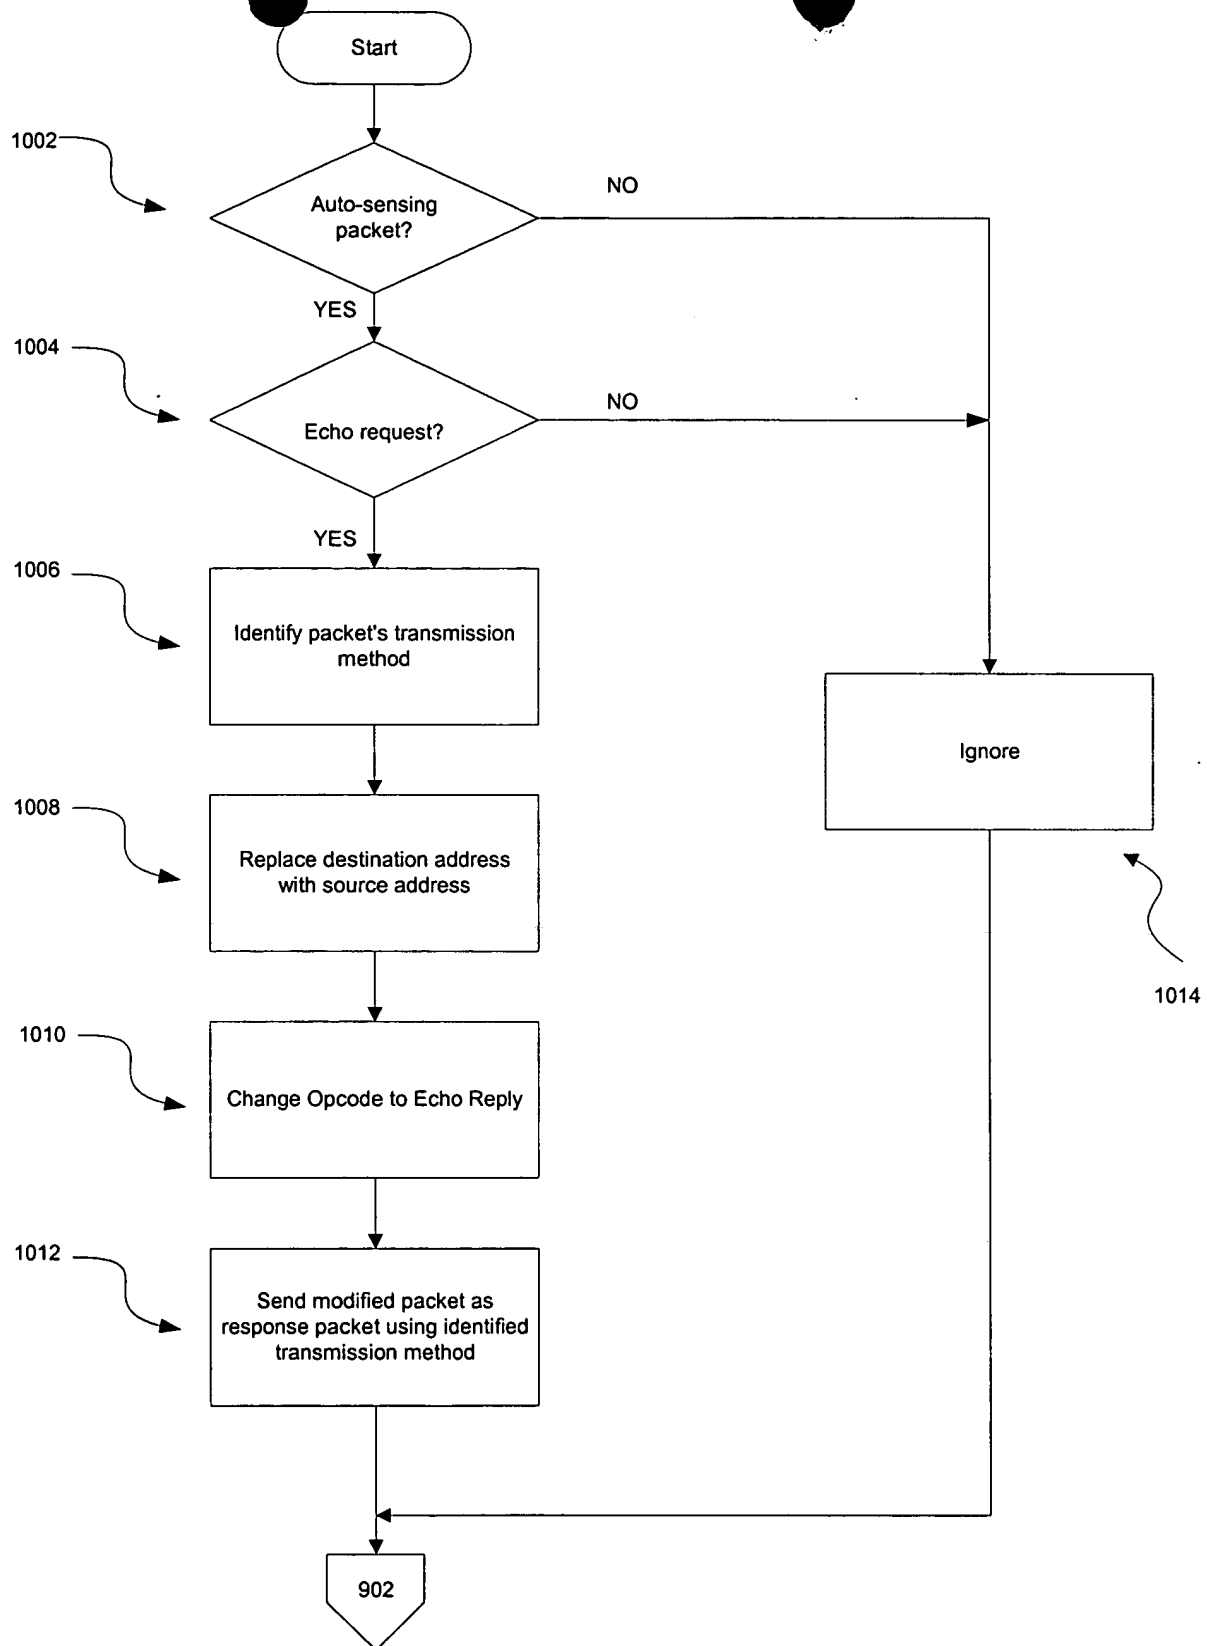 Start
1002
Auto-sensing
packet?
NO
YES
1004
Echo request?
NO
YES
1006
Identify packet's transmission
method
Ignore
1008
Replace destination address
with source address
1014
1010
Change Opcode to Echo Reply
1012
Send modified packet as
response packet using identified
transmission method
902